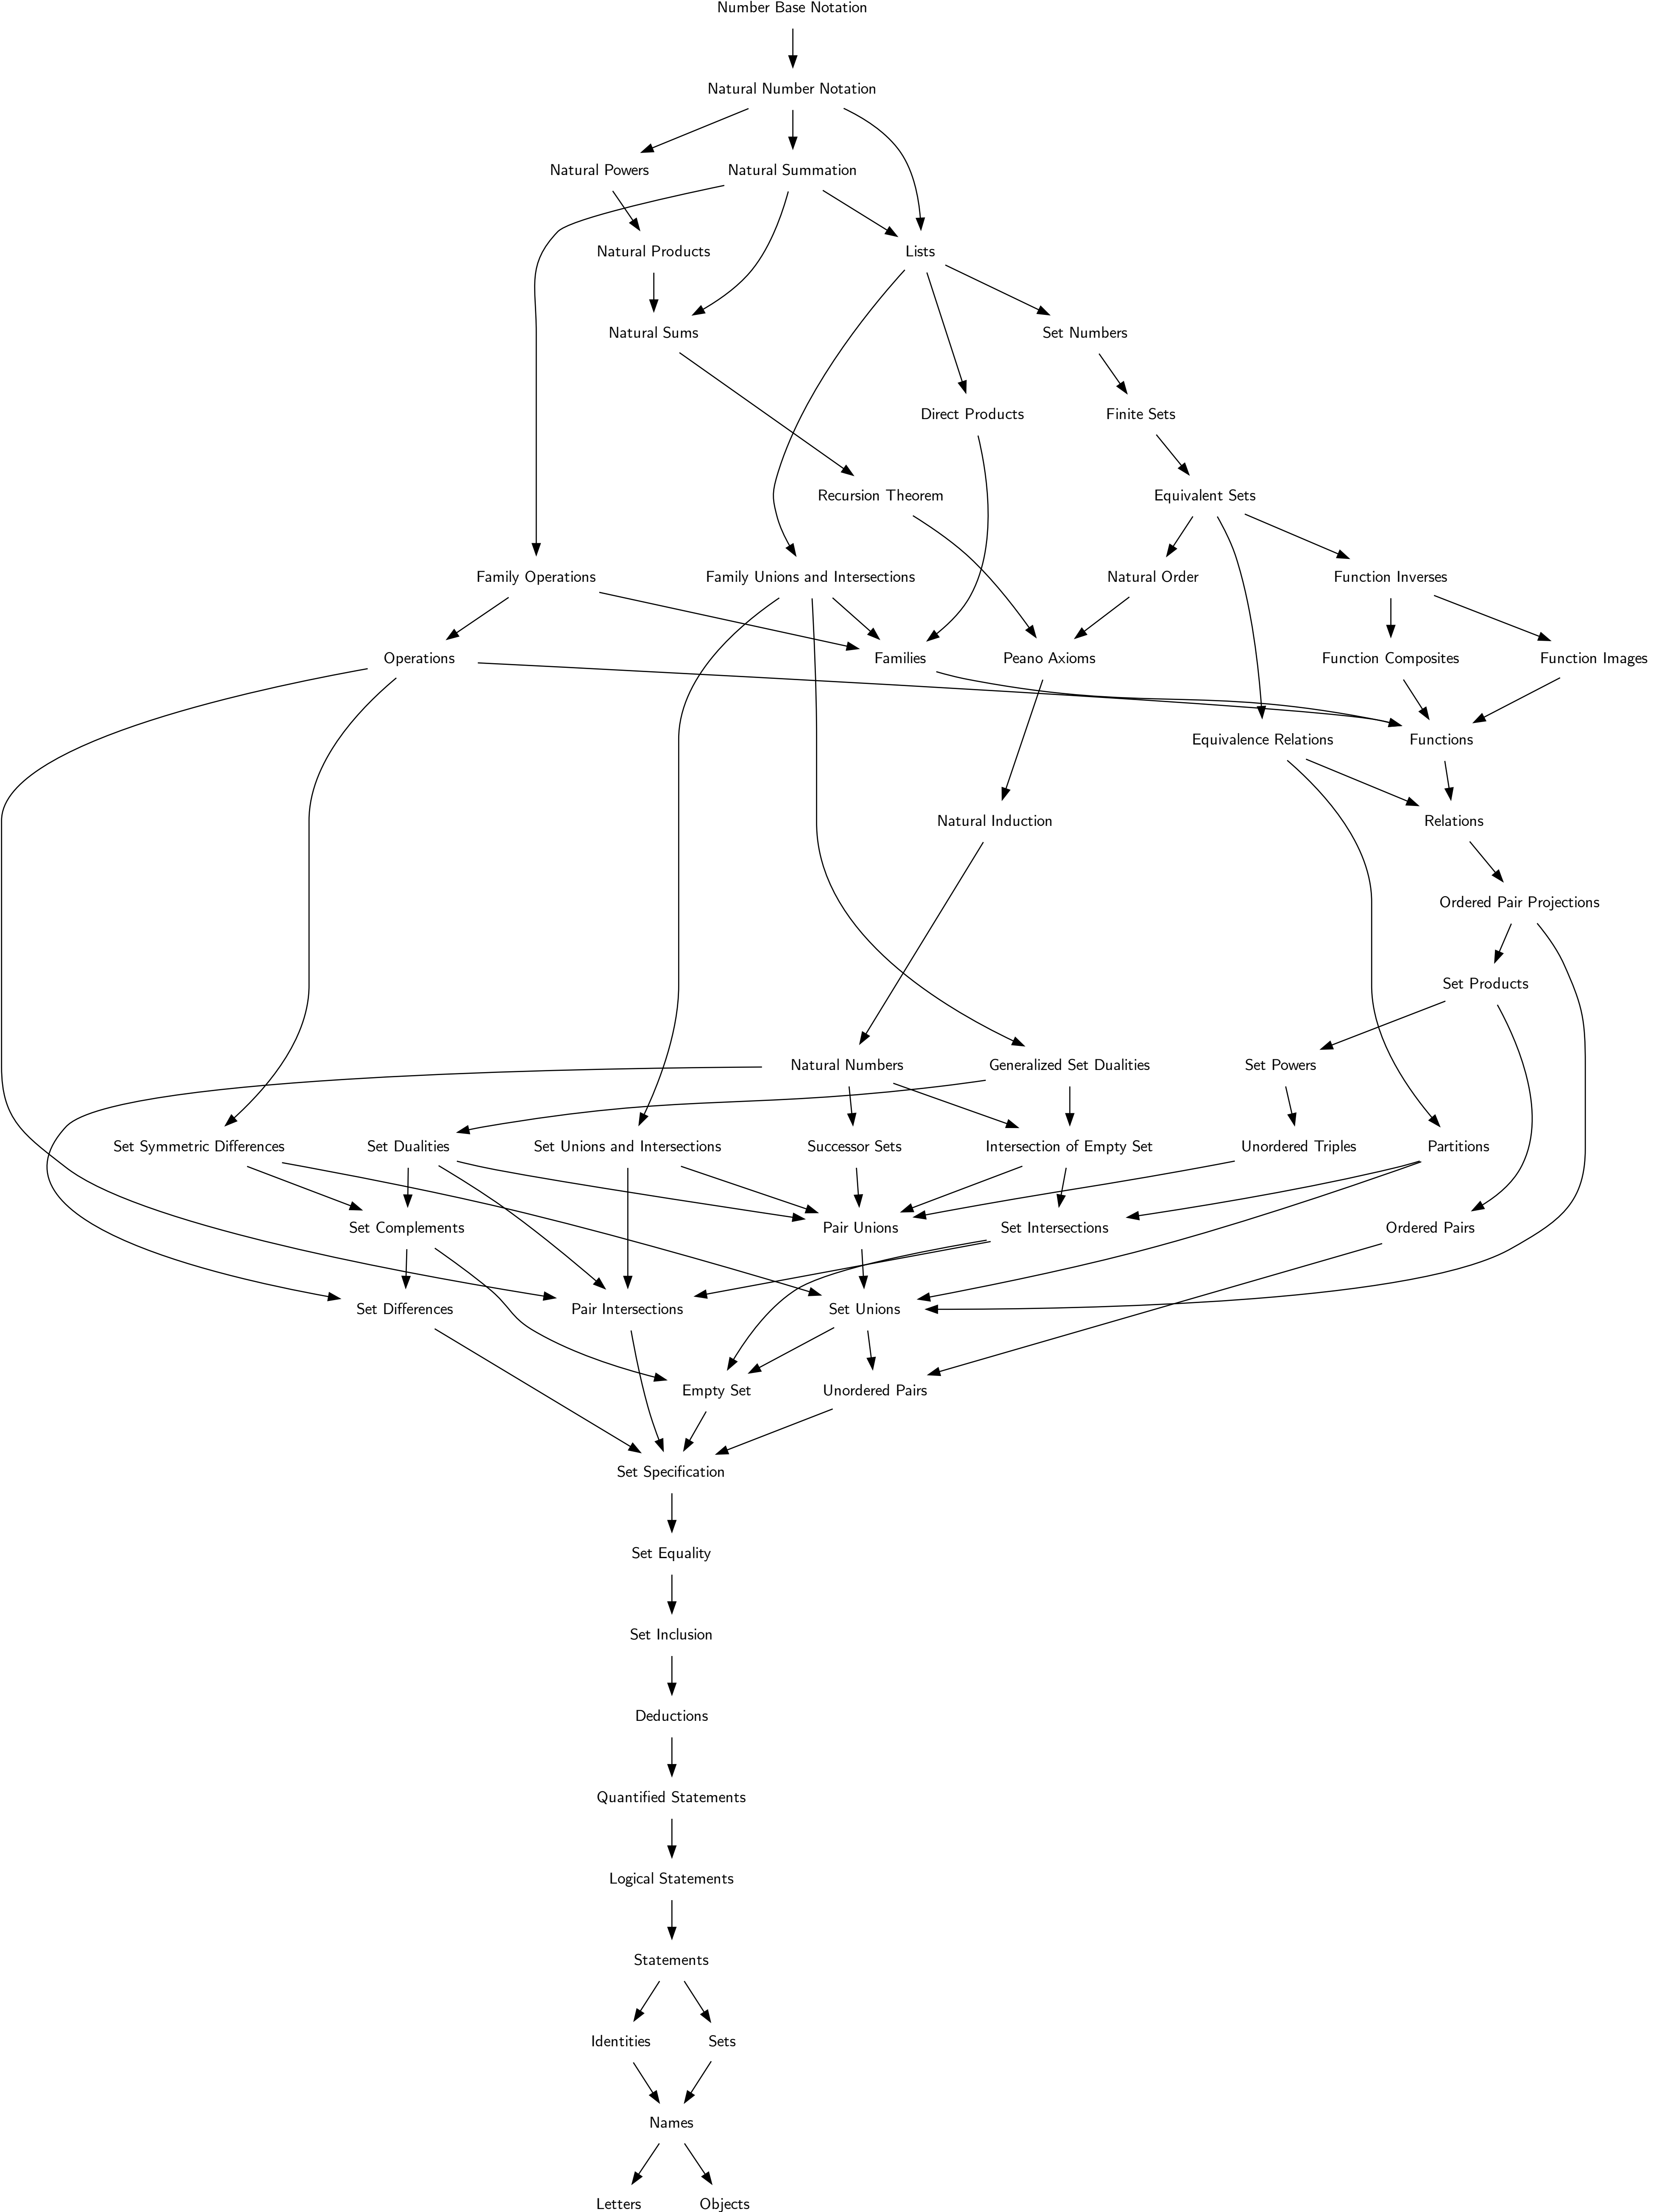 Number Base Notation
Natural Number Notation
Natural Powers
Natural Summation
Natural Products
Lists
Natural Sums
Set Numbers
Direct Products
Finite Sets
Recursion Theorem
Equivalent Sets
Family Operations
Family Unions and Intersections
Natural Order
Function Inverses
Operations
Families
Peano Axioms
Function Composites
Function Images
Equivalence Relations
Functions
Natural Induction
Relations
Ordered Pair Projections
Set Products
Natural Numbers
Generalized Set Dualities
Set Powers
Set Symmetric Differences
Set Dualities
Set Unions and Intersections
Successor Sets
Intersection of Empty Set
Unordered Triples
Partitions
Set Complements
Pair Unions
Set Intersections
Ordered Pairs
Set Differences
Pair Intersections
Set Unions
Empty Set
Unordered Pairs
Set Specification
Set Equality
Set Inclusion
Deductions
Quantified Statements
Logical Statements
Statements
Identities
Sets
Names
Letters
Objects